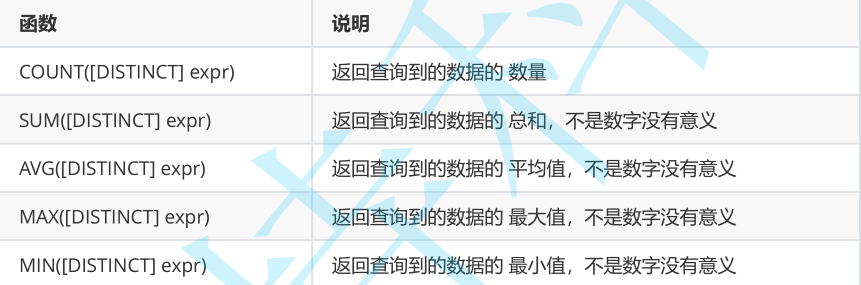 函数 说明
COUNT([DISTINCT] expr) 返回查询到的数据的 数量
SUM([DISTINCT] expr) 返回查询到的数据的 总和，不是数字没有意义
AVG([DISTINCT] expr) 返回查询到的数据的 平均值，不是数字没有意义
MAX([DISTINCT] expr) 返回查询到的数据的 最大值，不是数字没有意义
MIN([DISTINCT] expr) 返回查询到的数据的 最小值，不是数字没有意义